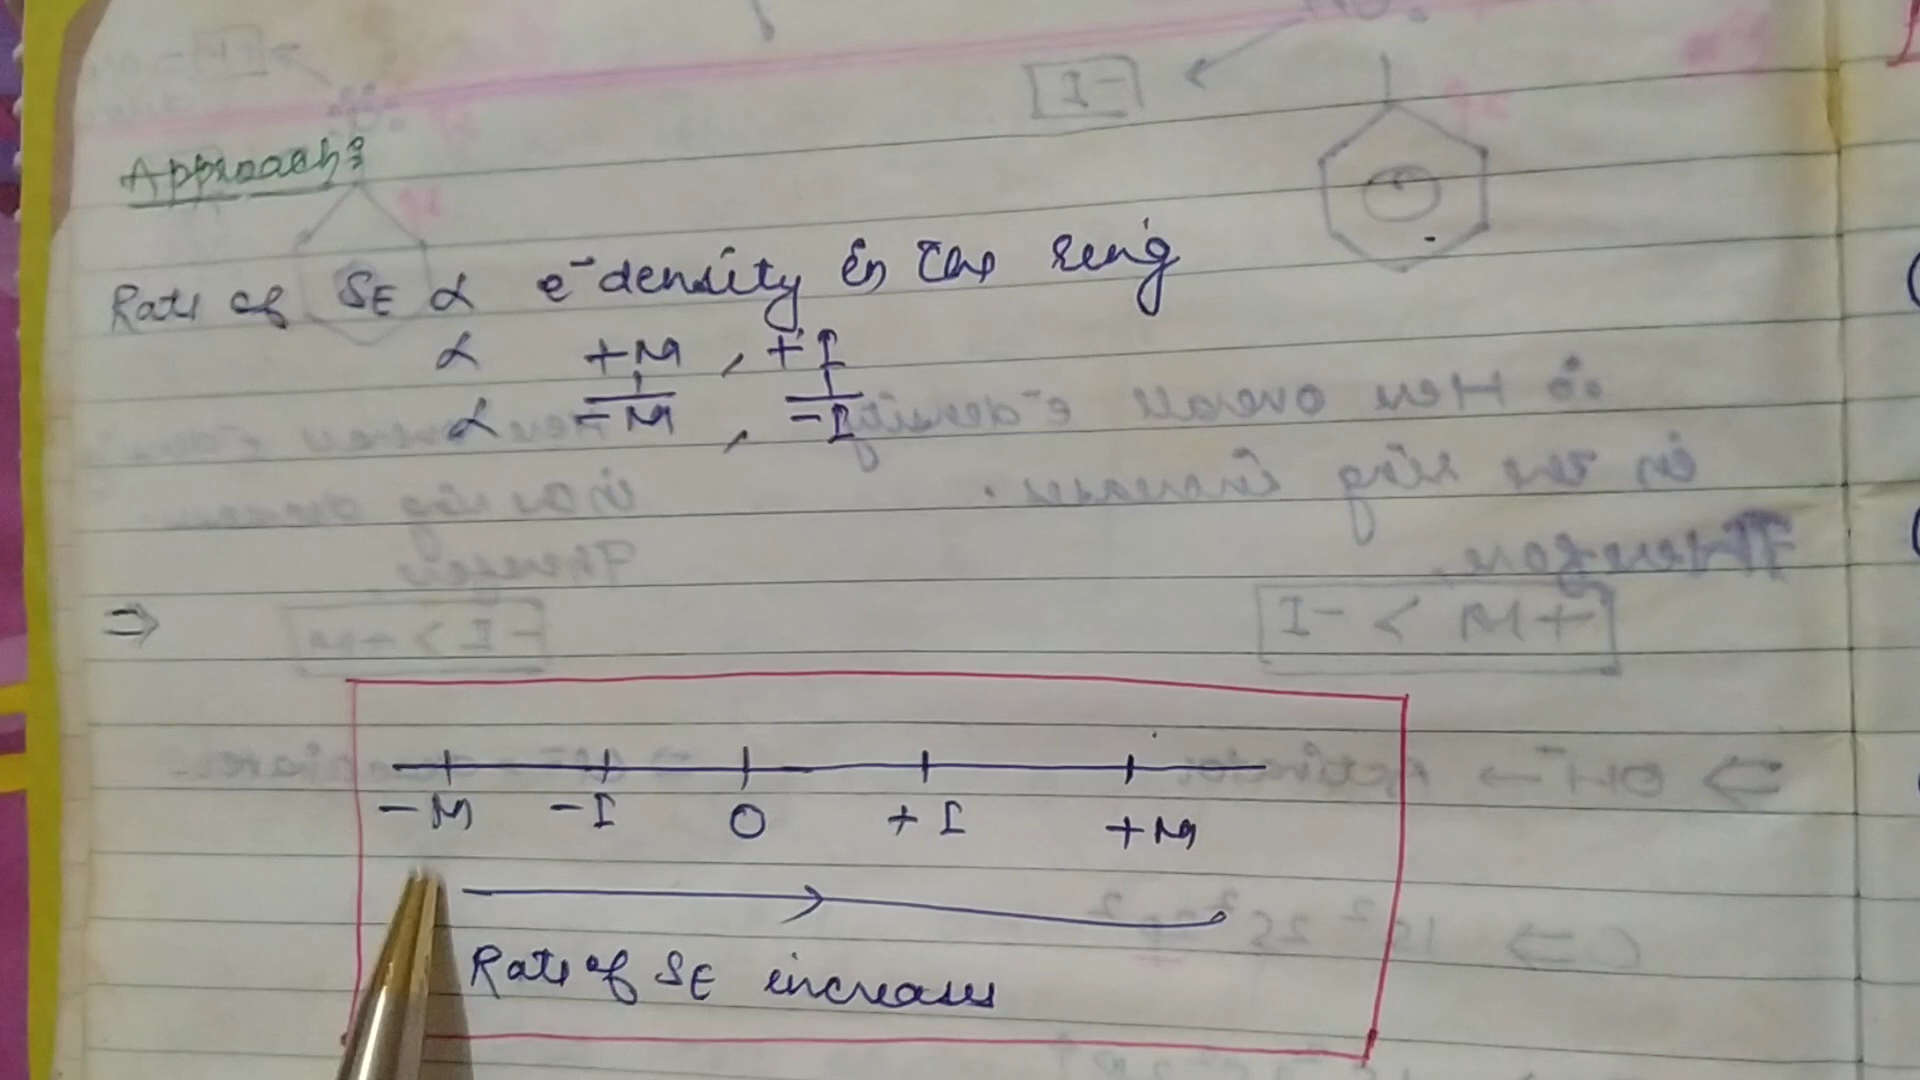 Approach:
Rate of SE ∝ e⁻density in the ring
∝ +M, +I
∝ 1/-M, 1/-I
⇒
-M -I 0 +I +M
Rate of SE increases